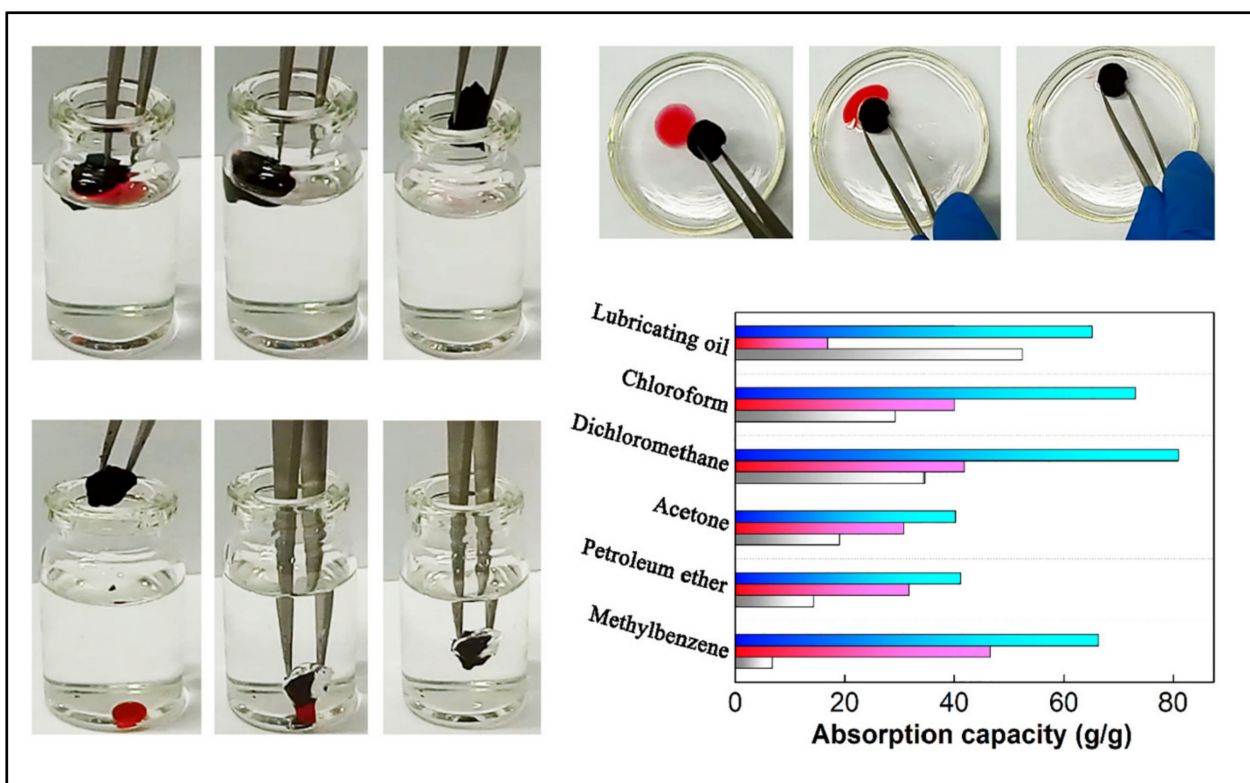 Lubricating oil
Chloroform
Dichloromethane
Acetone
Petroleum ether
Methylbenzene
0 20 40 60 80
Absorption capacity (g/g)